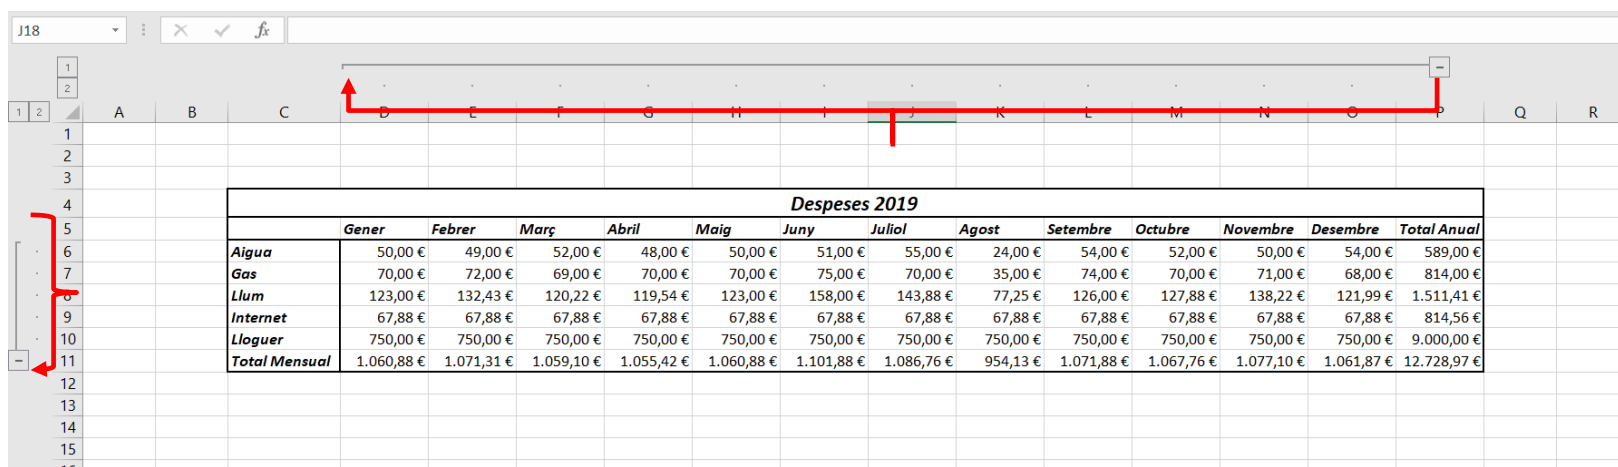 J18 fx
1
2
1 2 A B C D E F G H I J K L M N O P Q R
1
2
3
4 Despeses 2019
5 Gener Febrer Març Abril Maig Juny Juliol Agost Setembre Octubre Novembre Desembre Total Anual
6 Aigua 50,00 € 49,00 € 52,00 € 48,00 € 50,00 € 51,00 € 55,00 € 24,00 € 54,00 € 52,00 € 50,00 € 54,00 € 589,00 €
7 Gas 70,00 € 72,00 € 69,00 € 70,00 € 70,00 € 75,00 € 70,00 € 35,00 € 74,00 € 70,00 € 71,00 € 68,00 € 814,00 €
8 Llum 123,00 € 132,43 € 120,22 € 119,54 € 123,00 € 158,00 € 143,88 € 77,25 € 126,00 € 127,88 € 138,22 € 121,99 € 1.511,41 €
9 Internet 67,88 € 67,88 € 67,88 € 67,88 € 67,88 € 67,88 € 67,88 € 67,88 € 67,88 € 67,88 € 67,88 € 67,88 € 814,56 €
10 Lloguer 750,00 € 750,00 € 750,00 € 750,00 € 750,00 € 750,00 € 750,00 € 750,00 € 750,00 € 750,00 € 750,00 € 750,00 € 9.000,00 €
11 Total Mensual 1.060,88 € 1.071,31 € 1.059,10 € 1.055,42 € 1.060,88 € 1.101,88 € 1.086,76 € 954,13 € 1.071,88 € 1.067,76 € 1.077,10 € 1.061,87 € 12.728,97 €
12
13
14
15